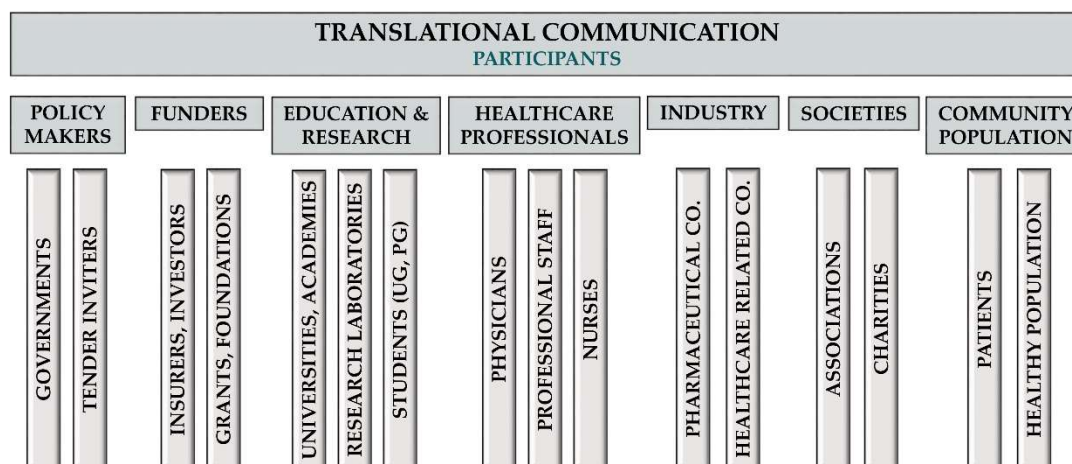 TRANSLATIONAL COMMUNICATION
PARTICIPANTS
POLICY
MAKERS
FUNDERS
EDUCATION &
RESEARCH
HEALTHCARE
PROFESSIONALS
INDUSTRY
SOCIETIES
COMMUNITY
POPULATION
GOVERNMENTS
TENDER INVITERS
INSURERS, INVESTORS
GRANTS, FOUNDATIONS
UNIVERSITIES, ACADEMIES
RESEARCH LABORATORIES
STUDENTS (UG, PG)
PHYSICIANS
PROFESSIONAL STAFF
NURSES
PHARMACEUTICAL CO.
HEALTHCARE RELATED CO.
ASSOCIATIONS
CHARITIES
PATIENTS
HEALTHY POPULATION